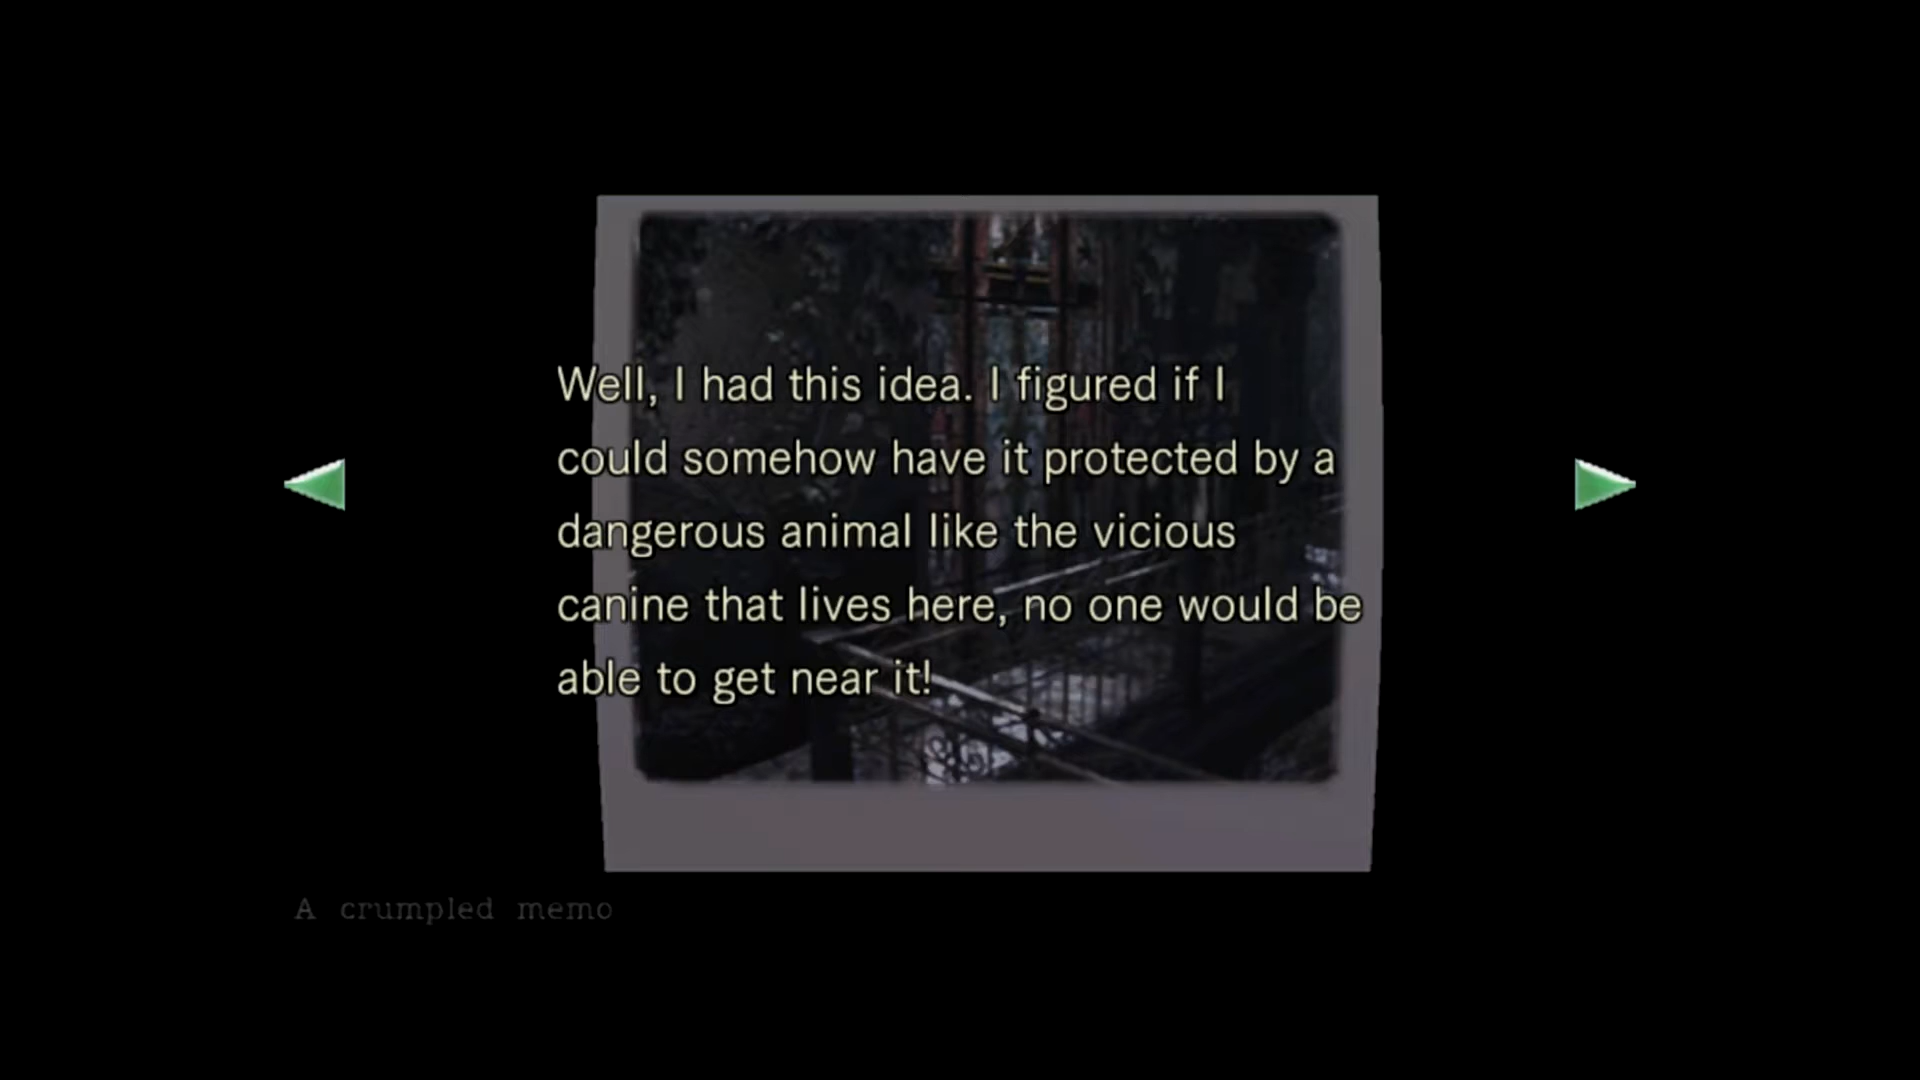 Well, I had this idea. I figured if I
could somehow have it protected by a
dangerous animal like the vicious
canine that lives here, no one would be
able to get near it!
A crumpled memo